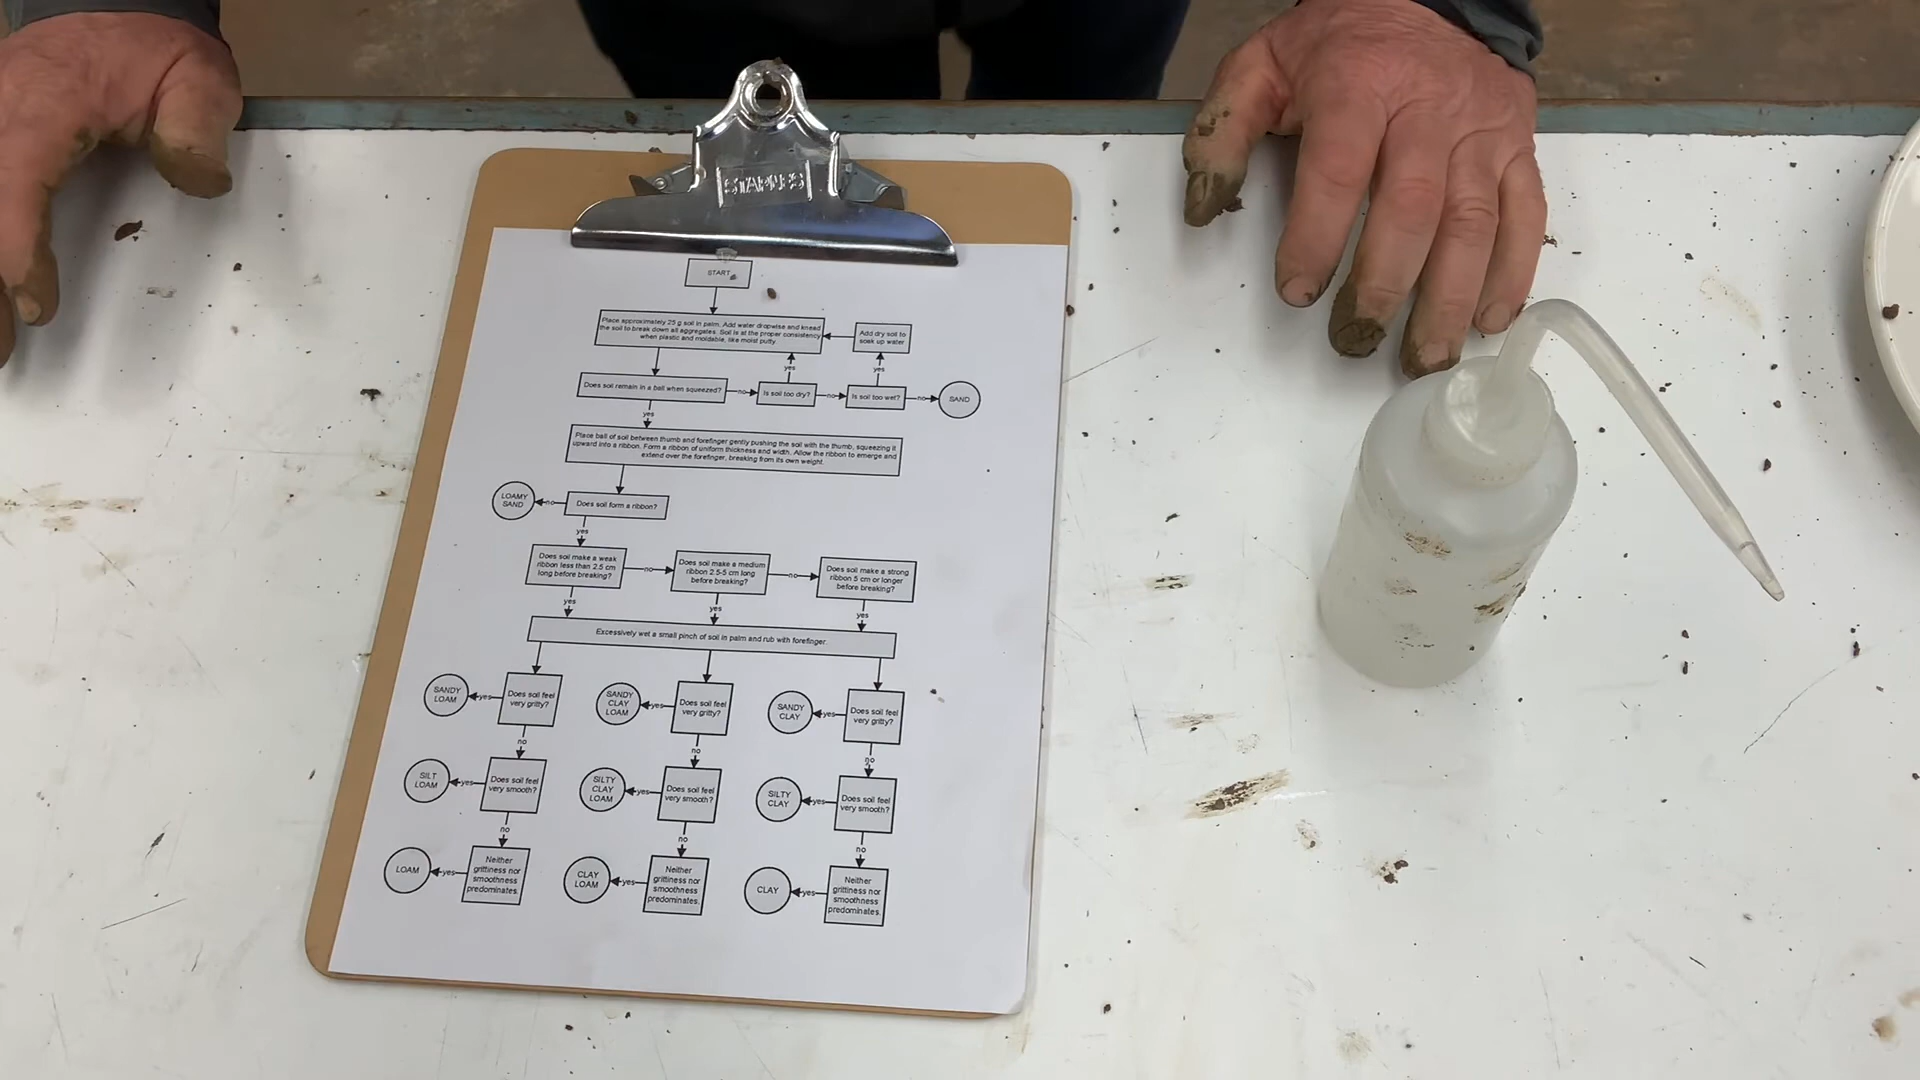 STAPLES
START
Place approximately 25 g soil in palm. Add water dropwise and knead
the soil to break down all aggregates. Soil is at the proper consistency
when plastic and moldable, like moist putty.
Add dry soil to
soak up water
yes
yes
Does soil remain in a ball when squeezed?
no
Is soil too dry?
no
Is soil too wet?
no
SAND
yes
Place ball of soil between thumb and forefinger gently pushing the soil with the thumb, squeezing it
upward into a ribbon. Form a ribbon of uniform thickness and width. Allow the ribbon to emerge and
extend over the forefinger, breaking from its own weight.
LOAMY
SAND
no
Does soil form a ribbon?
yes
Does soil make a weak
ribbon less than 2.5 cm
long before breaking?
no
Does soil make a medium
ribbon 2.5-5 cm long
before breaking?
no
Does soil make a strong
ribbon 5 cm or longer
before breaking?
yes
yes
yes
Excessively wet a small pinch of soil in palm and rub with forefinger.
SANDY
LOAM
yes
Does soil feel
very gritty?
SANDY
CLAY
LOAM
yes
Does soil feel
very gritty?
SANDY
CLAY
yes
Does soil feel
very gritty?
no
no
no
SILT
LOAM
yes
Does soil feel
very smooth?
SILTY
CLAY
LOAM
yes
Does soil feel
very smooth?
SILTY
CLAY
yes
Does soil feel
very smooth?
no
no
no
LOAM
yes
Neither
grittiness nor
smoothness
predominates.
CLAY
LOAM
yes
Neither
grittiness nor
smoothness
predominates.
CLAY
yes
Neither
grittiness nor
smoothness
predominates.